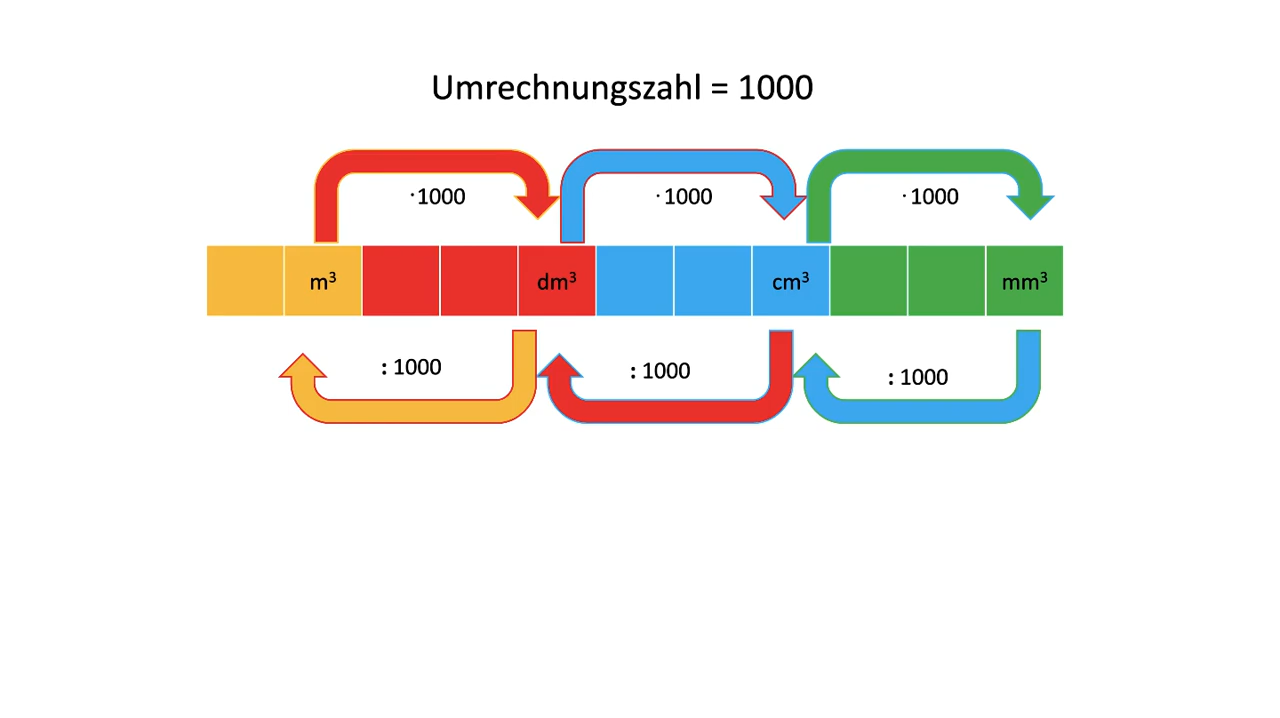 Umrechnungszahl = 1000
·1000 ·1000 ·1000
m³ dm³ cm³ mm³
: 1000 : 1000 : 1000